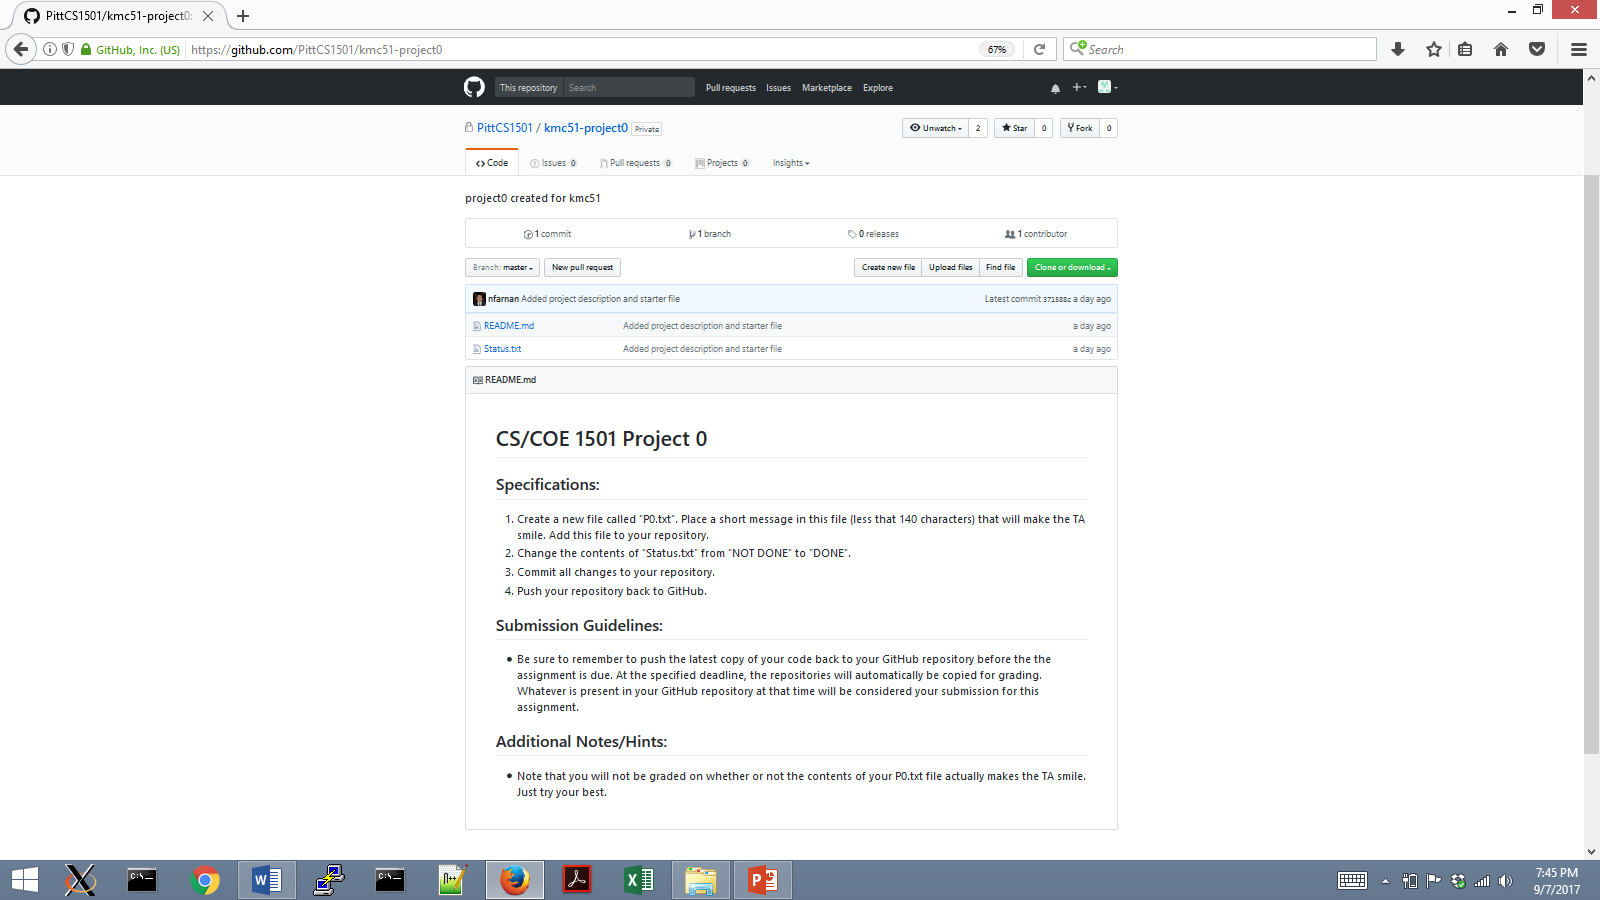 PittCS1501/kmc51-project0:
GitHub, Inc. (US) https://github.com/PittCS1501/kmc51-project0 67% Search
This repository Search Pull requests Issues Marketplace Explore
PittCS1501 / kmc51-project0 Private Unwatch 2 Star 0 Fork 0
Code Issues 0 Pull requests 0 Projects 0 Insights
project0 created for kmc51
1 commit 1 branch 0 releases 1 contributor
Branch: master New pull request Create new file Upload files Find file Clone or download
nfarnan Added project description and starter file Latest commit 371588c a day ago
README.md Added project description and starter file a day ago
Status.txt Added project description and starter file a day ago
README.md
CS/COE 1501 Project 0
Specifications:
1. Create a new file called "P0.txt". Place a short message in this file (less that 140 characters) that will make the TA
smile. Add this file to your repository.
2. Change the contents of "Status.txt" from "NOT DONE" to "DONE".
3. Commit all changes to your repository.
4. Push your repository back to GitHub.
Submission Guidelines:
• Be sure to remember to push the latest copy of your code back to your GitHub repository before the the
assignment is due. At the specified deadline, the repositories will automatically be copied for grading.
Whatever is present in your GitHub repository at that time will be considered your submission for this
assignment.
Additional Notes/Hints:
• Note that you will not be graded on whether or not the contents of your P0.txt file actually makes the TA smile.
Just try your best.
7:45 PM
9/7/2017